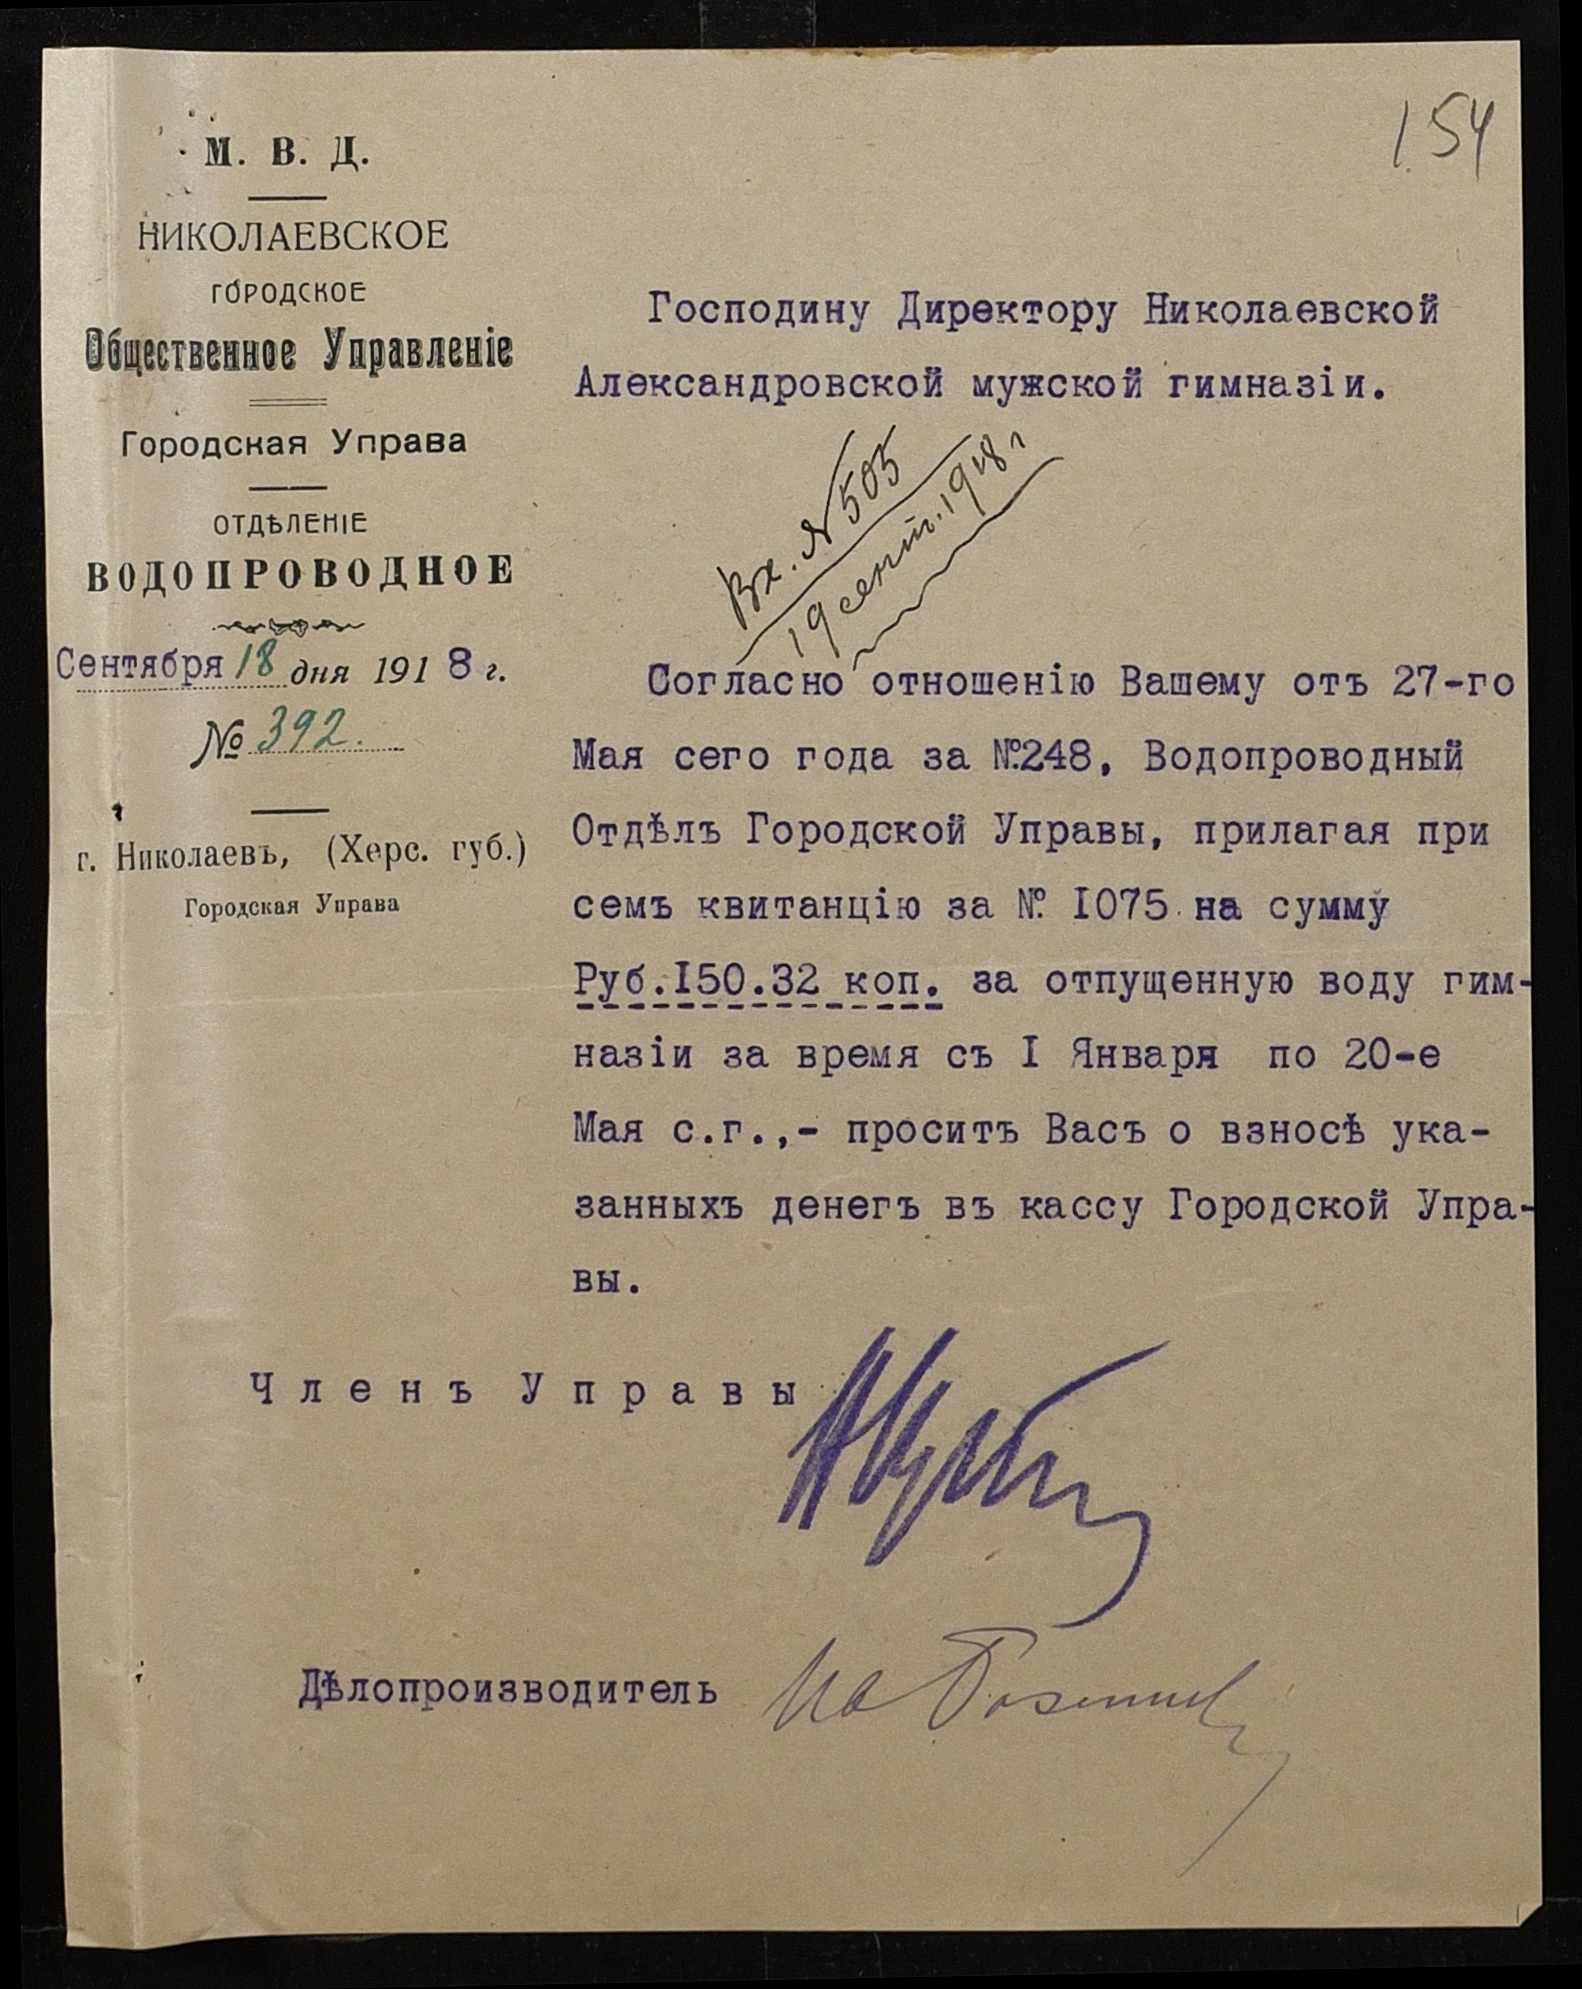 154
М. В. Д.
НИКОЛАЕВСКОЕ
ГОРОДСКОЕ
Общественное Управленіе
Городская Управа
ОТДѢЛЕНІЕ
ВОДОПРОВОДНОЕ
Сентября 18 дня 1918 г.
№ 392.
г. Николаевъ, (Херс. губ.)
Городская Управа
Господину Директору Николаевской
Александровской мужской гимназіи.
Вх. № 505
19 сент. 1918 г
Согласно отношенію Вашему отъ 27-го
Мая сего года за №248, Водопроводный
Отдѣлъ Городской Управы, прилагая при
семъ квитанцію за № I075 на сумму
Руб.I50.32 коп. за отпущенную воду гим-
назіи за время съ I Января по 20-е
Мая с.г.,- проситъ Васъ о взносѣ ука-
занныхъ денегъ въ кассу Городской Упра-
вы.
Членъ Управы
Дѣлопроизводитель